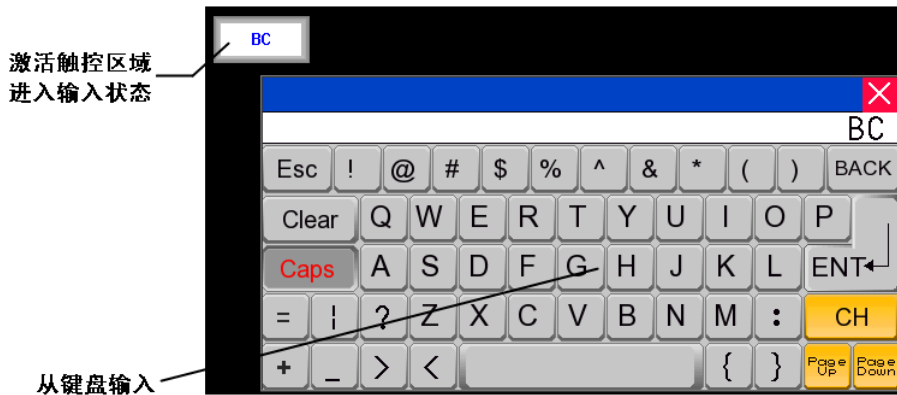 BC
激活触控区域
进入输入状态
BC
Esc ! @ # $ % ^ & * ( ) BACK
Clear Q W E R T Y U I O P
Caps A S D F G H J K L ENT
= ¦ ? Z X C V B N M : CH
+ _ > < { } Page Up Page Down
从键盘输入